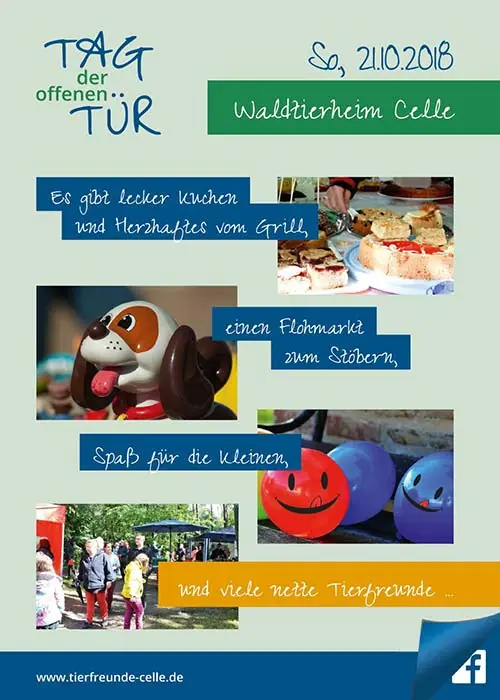 TAG
der
offenen
TÜR
So, 21.10.2018
Waldtierheim Celle
Es gibt lecker Kuchen
und Herzhaftes vom Grill,
einen Flohmarkt
zum Stöbern,
Spaß für die Kleinen,
und viele nette Tierfreunde ...
www.tierfreunde-celle.de
f